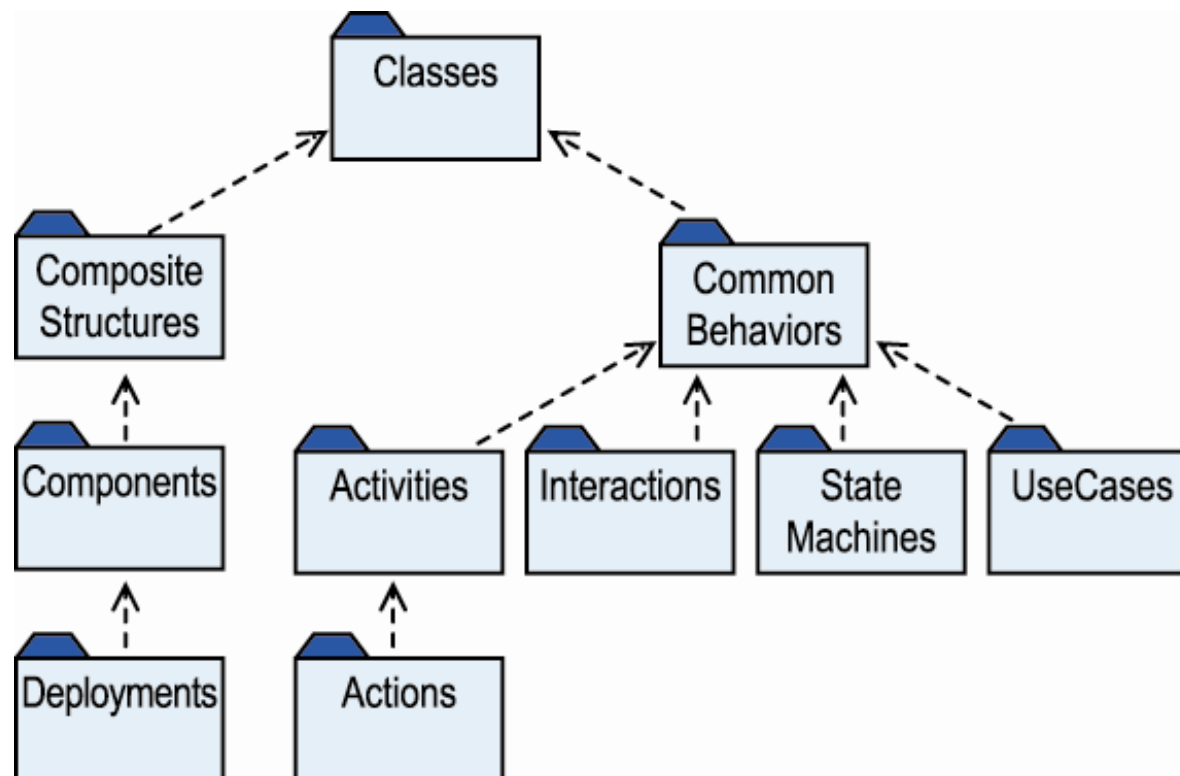 Classes
Composite
Structures
Common
Behaviors
Components
Activities
Interactions
State
Machines
UseCases
Deployments
Actions